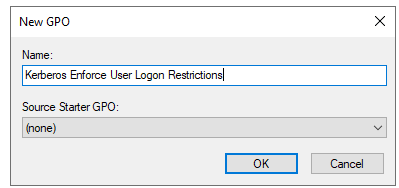 New GPO
Name:
Kerberos Enforce User Logon Restrictions
Source Starter GPO:
(none)
OK
Cancel